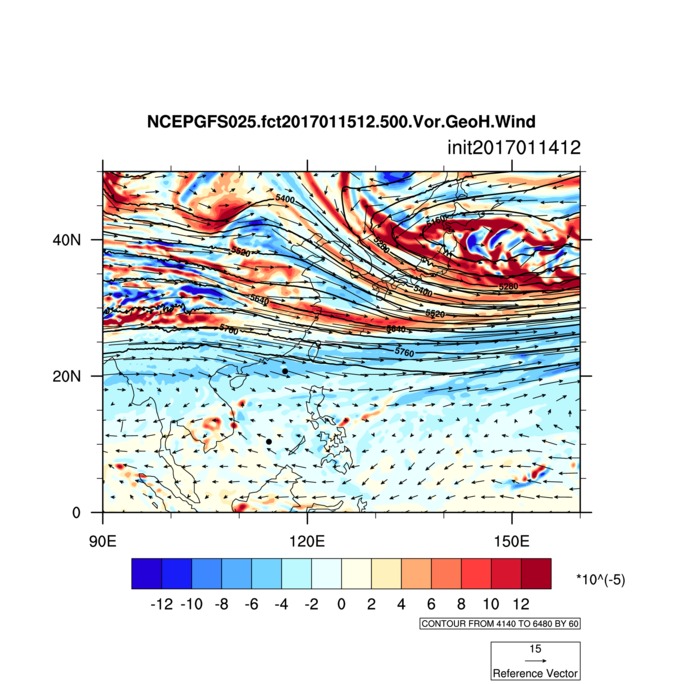 NCEPGFS025.fct2017011512.500.Vor.GeoH.Wind
init2017011412
5400
5160
40N
5520
5280
5640
5400
5280
5520
5700
5640
5760
20N
0
90E 120E 150E
-12 -10 -8 -6 -4 -2 0 2 4 6 8 10 12
*10^(-5)
CONTOUR FROM 4140 TO 6480 BY 60
15
Reference Vector